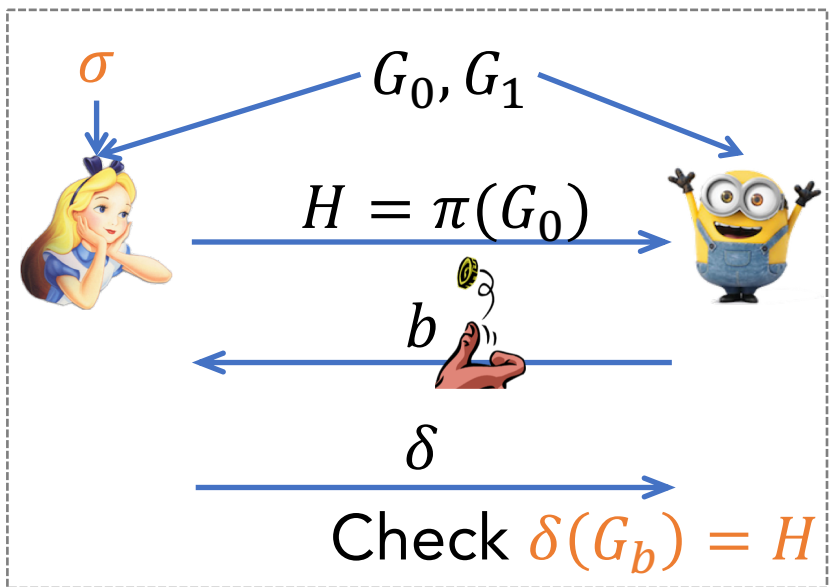 σ
G₀, G₁
H = π(G₀)
b
δ
Check δ(G_b) = H